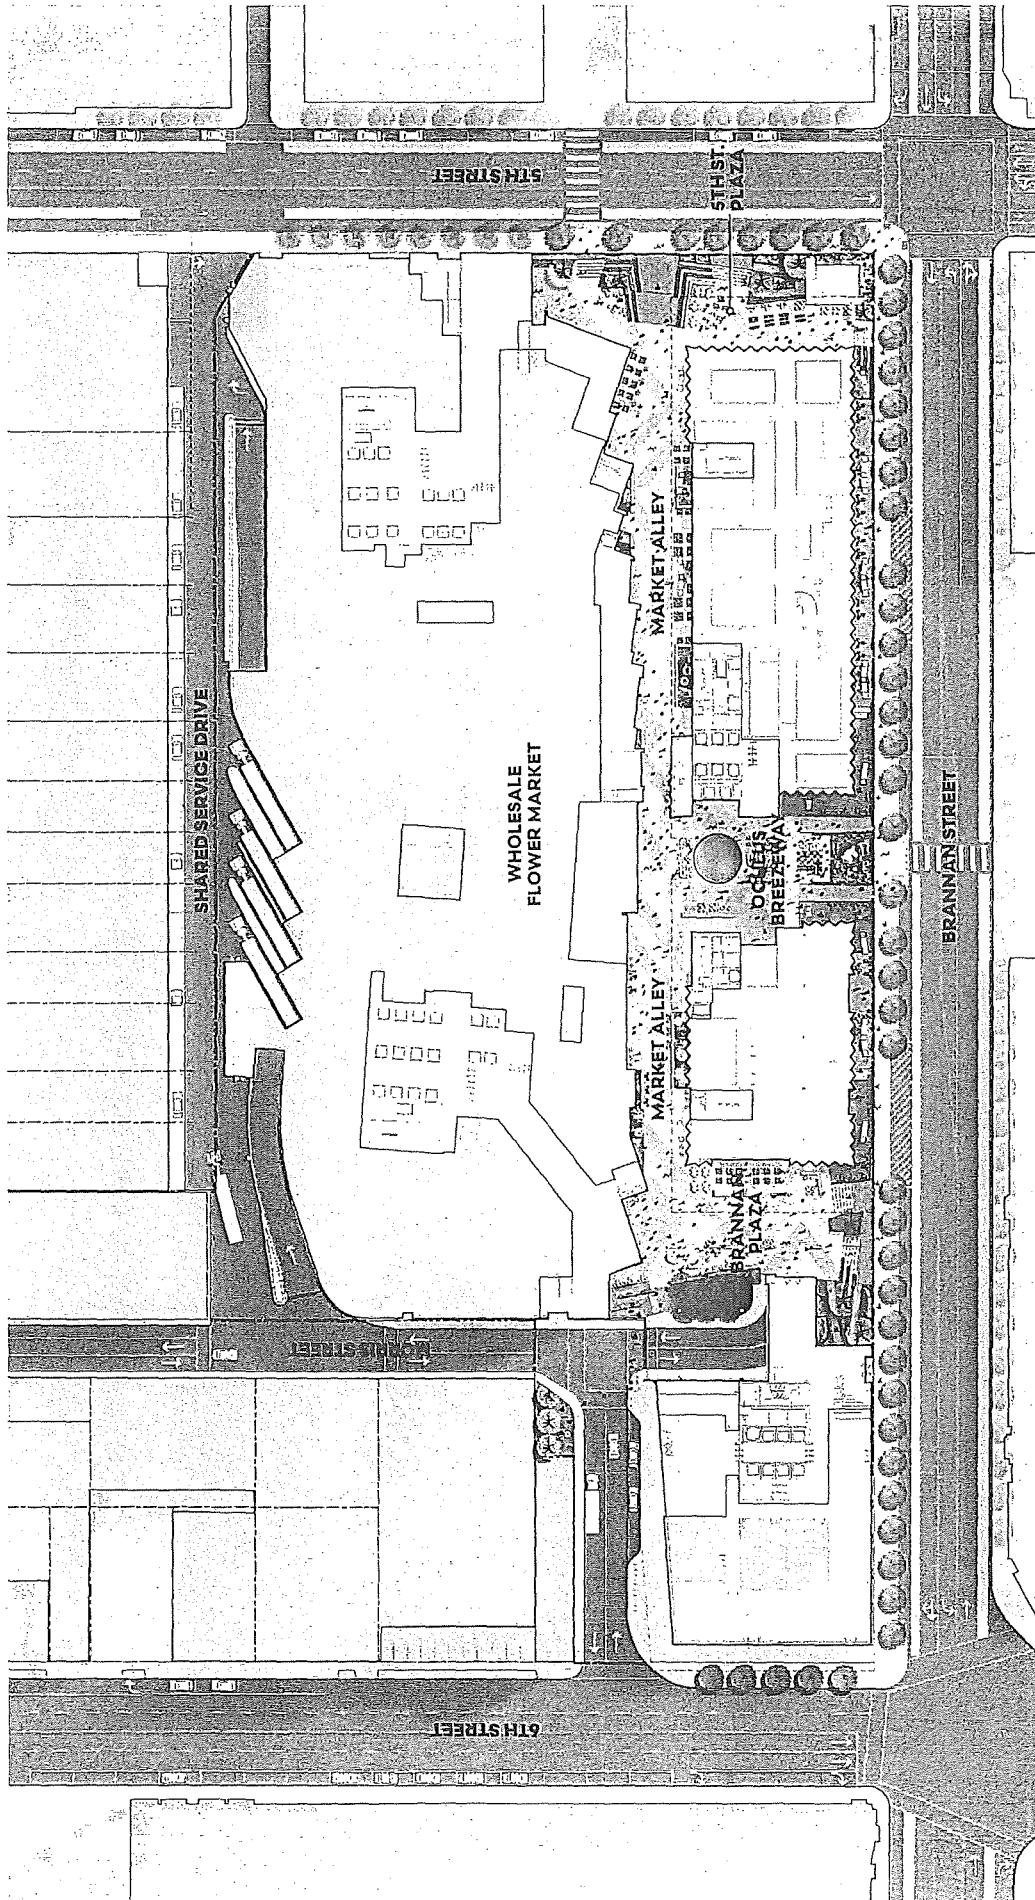 5TH STREET
5TH ST.
PLAZA
MARKET ALLEY
SHARED SERVICE DRIVE
WHOLESALE
FLOWER MARKET
OCULUS
BREEZEWAY
BRANNAN STREET
MARKET ALLEY
BRANNAN
PLAZA
MORRIS STREET
6TH STREET